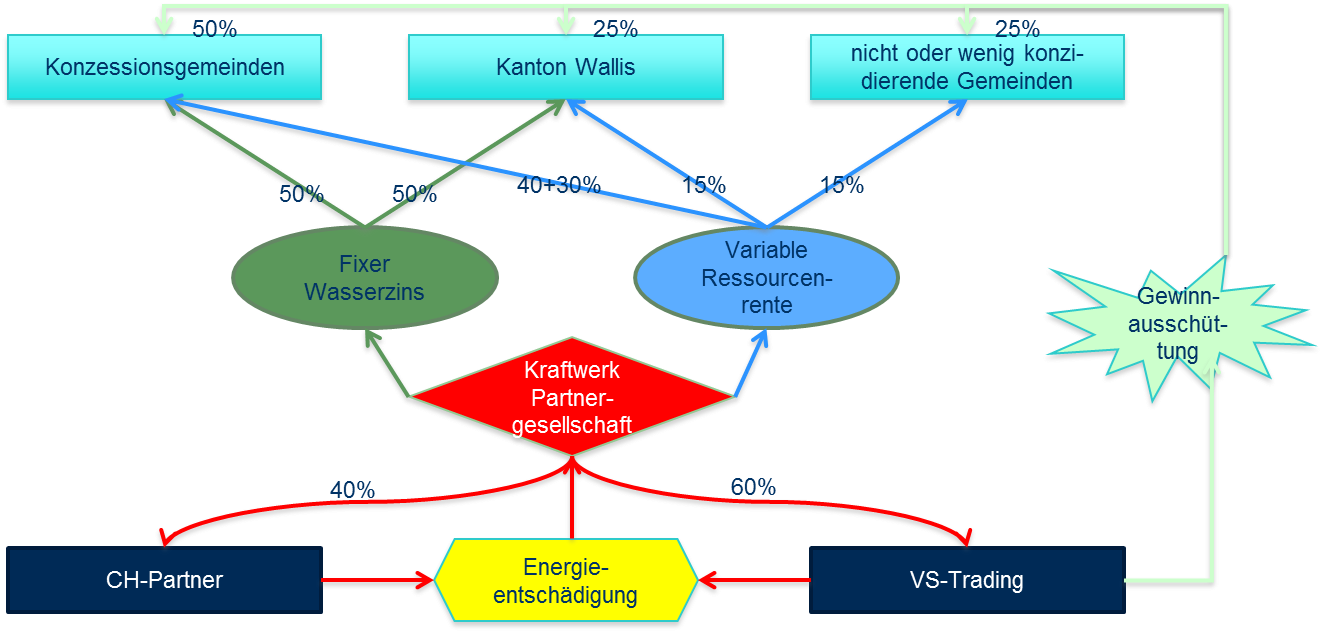 50%
25%
25%
Konzessionsgemeinden
Kanton Wallis
nicht oder wenig konzi-
dierende Gemeinden
50%
50%
40+30%
15%
15%
Fixer
Wasserzins
Variable
Ressourcen-
rente
Gewinn-
ausschüt-
tung
Kraftwerk
Partner-
gesellschaft
40%
60%
CH-Partner
Energie-
entschädigung
VS-Trading